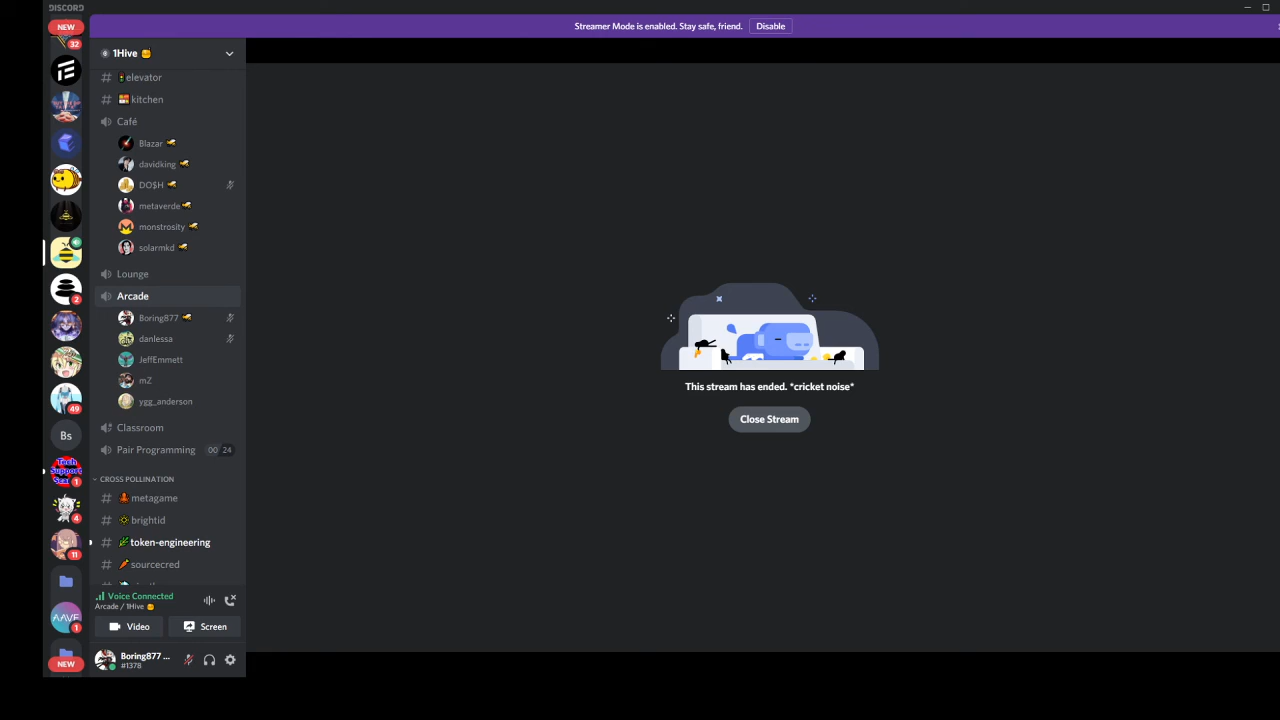 DISCORD
Streamer Mode is enabled. Stay safe, friend. Disable
NEW
32
2
49
Bs
Tech
Support
1
4
11
AAVE
1
NEW
1Hive
elevator
kitchen
Café
Blazar
davidking
DO$H
metaverde
monstrosity
solarmkd
Lounge
Arcade
Boring877
danlessa
JeffEmmett
mZ
ygg_anderson
Classroom
Pair Programming 00 24
CROSS POLLINATION
metagame
brightid
token-engineering
sourcecred
Voice Connected
Arcade / 1Hive
Video Screen
Boring877 ...
#1378
This stream has ended. *cricket noise*
Close Stream